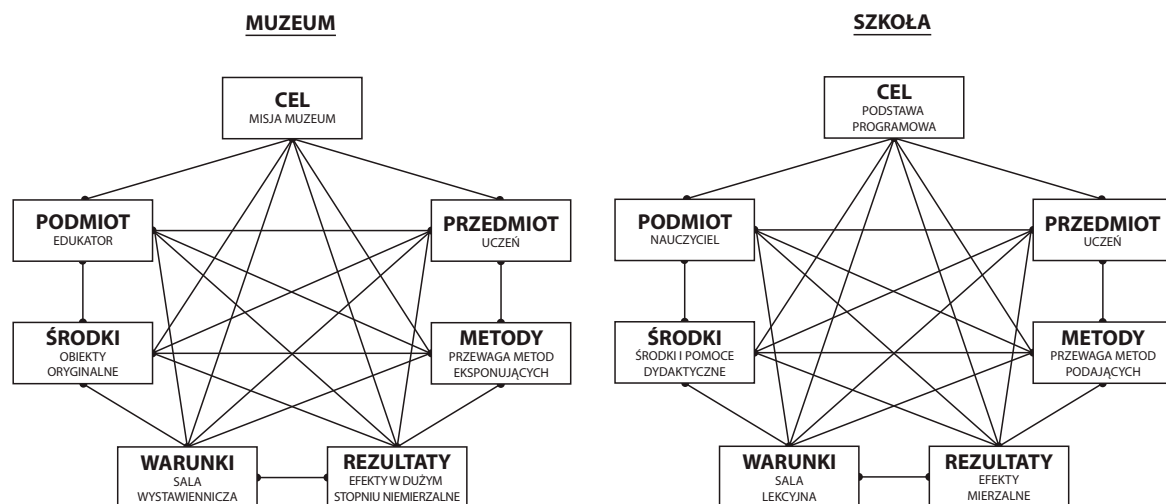 MUZEUM
CEL
MISJA MUZEUM
PODMIOT
EDUKATOR
PRZEDMIOT
UCZEŃ
ŚRODKI
OBIEKTY
ORYGINALNE
METODY
PRZEWAGA METOD
EKSPONUJĄCYCH
WARUNKI
SALA
WYSTAWIENNICZA
REZULTATY
EFEKTY W DUŻYM
STOPNIU NIEMIERZALNE
SZKOŁA
CEL
PODSTAWA
PROGRAMOWA
PODMIOT
NAUCZYCIEL
PRZEDMIOT
UCZEŃ
ŚRODKI
ŚRODKI I POMOCE
DYDAKTYCZNE
METODY
PRZEWAGA METOD
PODAJĄCYCH
WARUNKI
SALA
LEKCYJNA
REZULTATY
EFEKTY
MIERZALNE